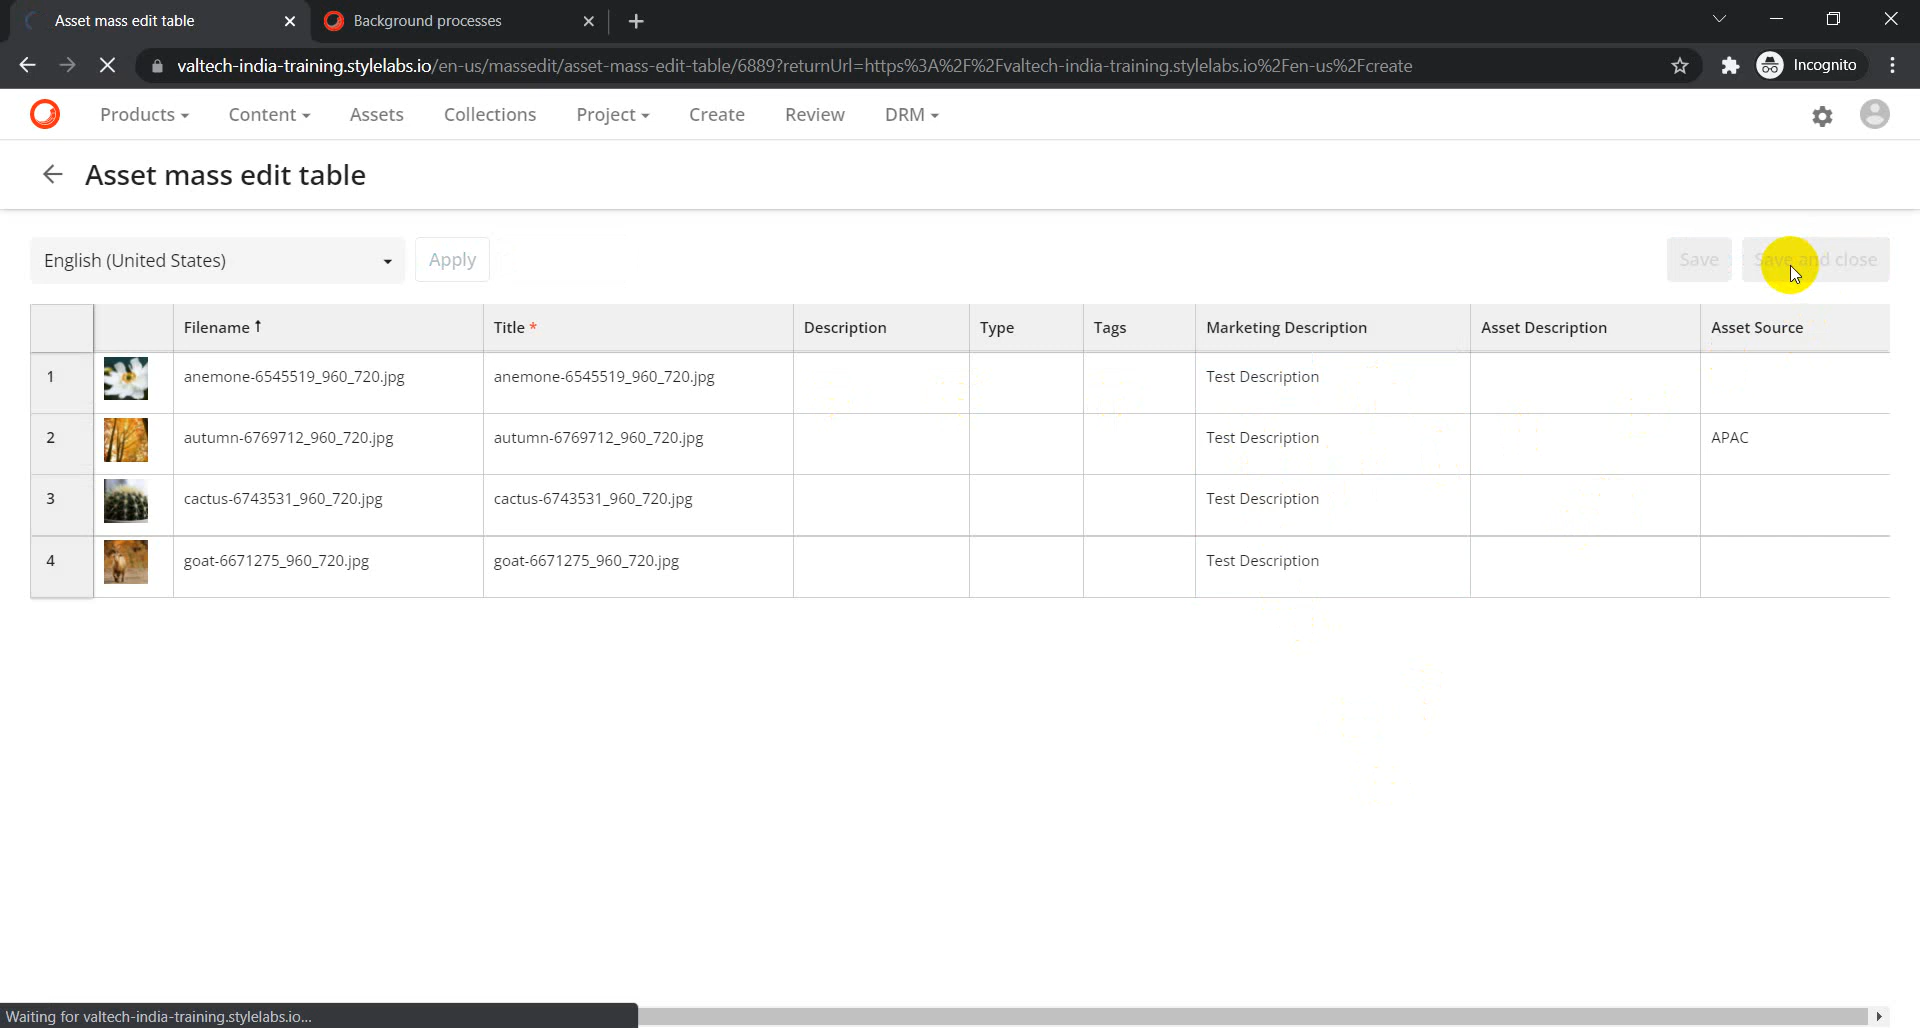 Asset mass edit table
Background processes
valtech-india-training.stylelabs.io/en-us/massedit/asset-mass-edit-table/6889?returnUrl=https%3A%2F%2Fvaltech-india-training.stylelabs.io%2Fen-us%2Fcreate
Incognito
Products Content Assets Collections Project Create Review DRM
Asset mass edit table
English (United States) Apply Save Save and close
Filename Title * Description Type Tags Marketing Description Asset Description Asset Source
1 anemone-6545519_960_720.jpg anemone-6545519_960_720.jpg Test Description
2 autumn-6769712_960_720.jpg autumn-6769712_960_720.jpg Test Description APAC
3 cactus-6743531_960_720.jpg cactus-6743531_960_720.jpg Test Description
4 goat-6671275_960_720.jpg goat-6671275_960_720.jpg Test Description
Waiting for valtech-india-training.stylelabs.io...